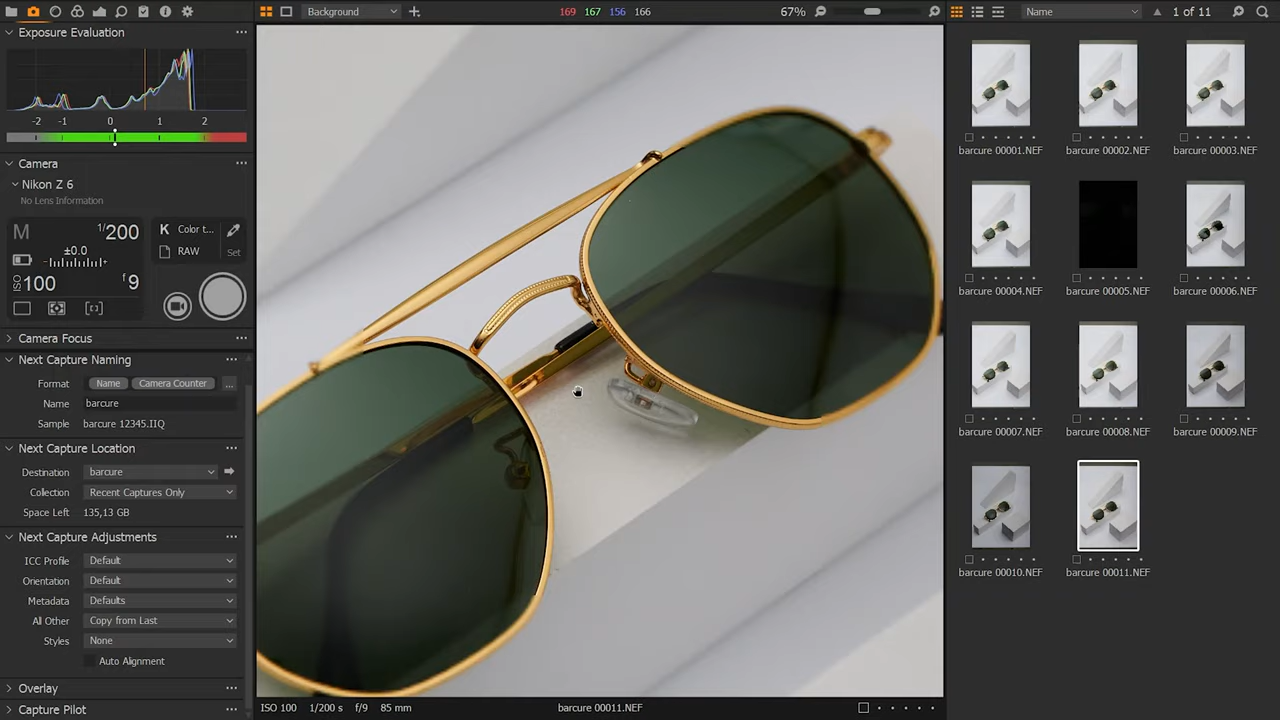 Background
169 167 156 166
67%
Name
1 of 11
Exposure Evaluation
-2 -1 0 1 2
Camera
Nikon Z 6
No Lens Information
M 1/200
K Color t...
±0.0
RAW
Set
ISO 100 f9
Camera Focus
Next Capture Naming
Format Name Camera Counter ...
Name barcure
Sample barcure 12345.IIQ
Next Capture Location
Destination barcure
Collection Recent Captures Only
Space Left 135,13 GB
Next Capture Adjustments
ICC Profile Default
Orientation Default
Metadata Defaults
All Other Copy from Last
Styles None
Auto Alignment
Overlay
Capture Pilot
ISO 100 1/200 s f/9 85 mm
barcure 00011.NEF
barcure 00001.NEF barcure 00002.NEF barcure 00003.NEF
barcure 00004.NEF barcure 00005.NEF barcure 00006.NEF
barcure 00007.NEF barcure 00008.NEF barcure 00009.NEF
barcure 00010.NEF barcure 00011.NEF